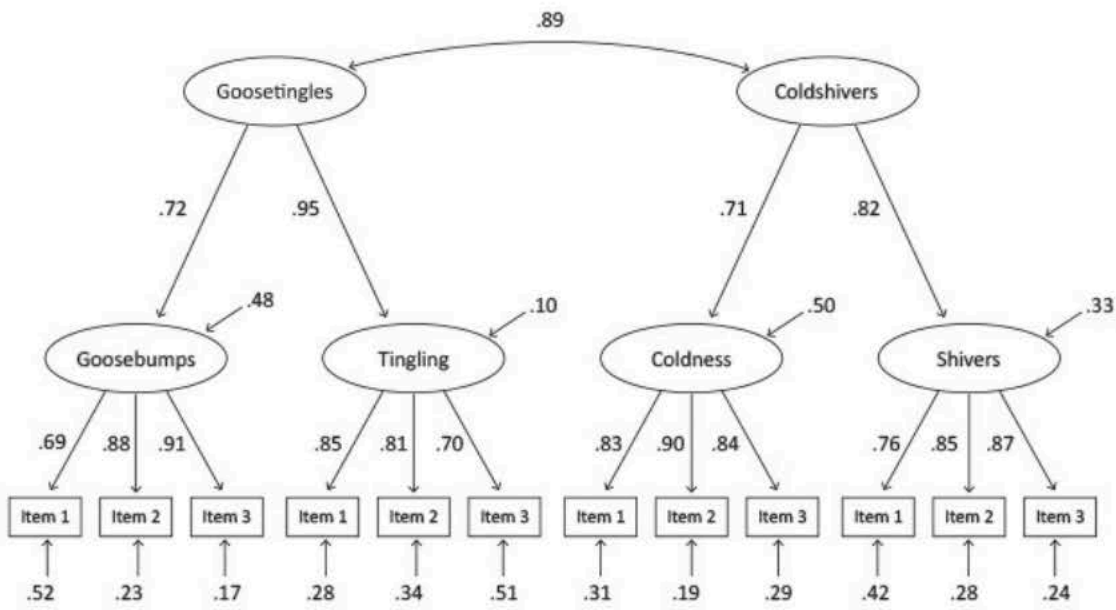 .89
Goosetingles Coldshivers
.72 .95 .71 .82
.48 .10 .50 .33
Goosebumps Tingling Coldness Shivers
.69 .88 .91 .85 .81 .70 .83 .90 .84 .76 .85 .87
Item 1 Item 2 Item 3 Item 1 Item 2 Item 3 Item 1 Item 2 Item 3 Item 1 Item 2 Item 3
.52 .23 .17 .28 .34 .51 .31 .19 .29 .42 .28 .24